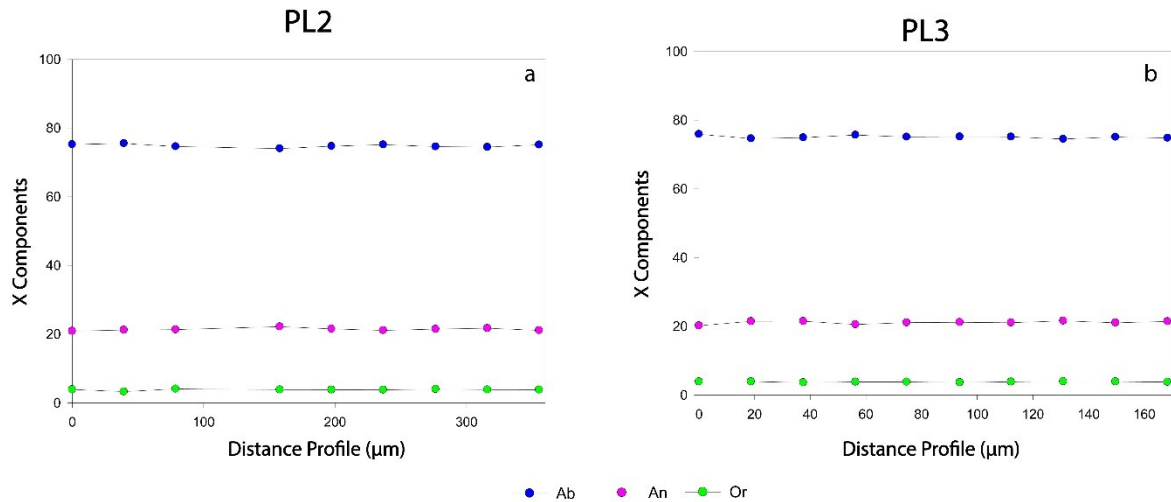 PL2
a
100
80
60
40
20
0
X Components
0 100 200 300
Distance Profile (µm)
PL3
b
100
80
60
40
20
0
X Components
0 20 40 60 80 100 120 140 160
Distance Profile (µm)
Ab An Or